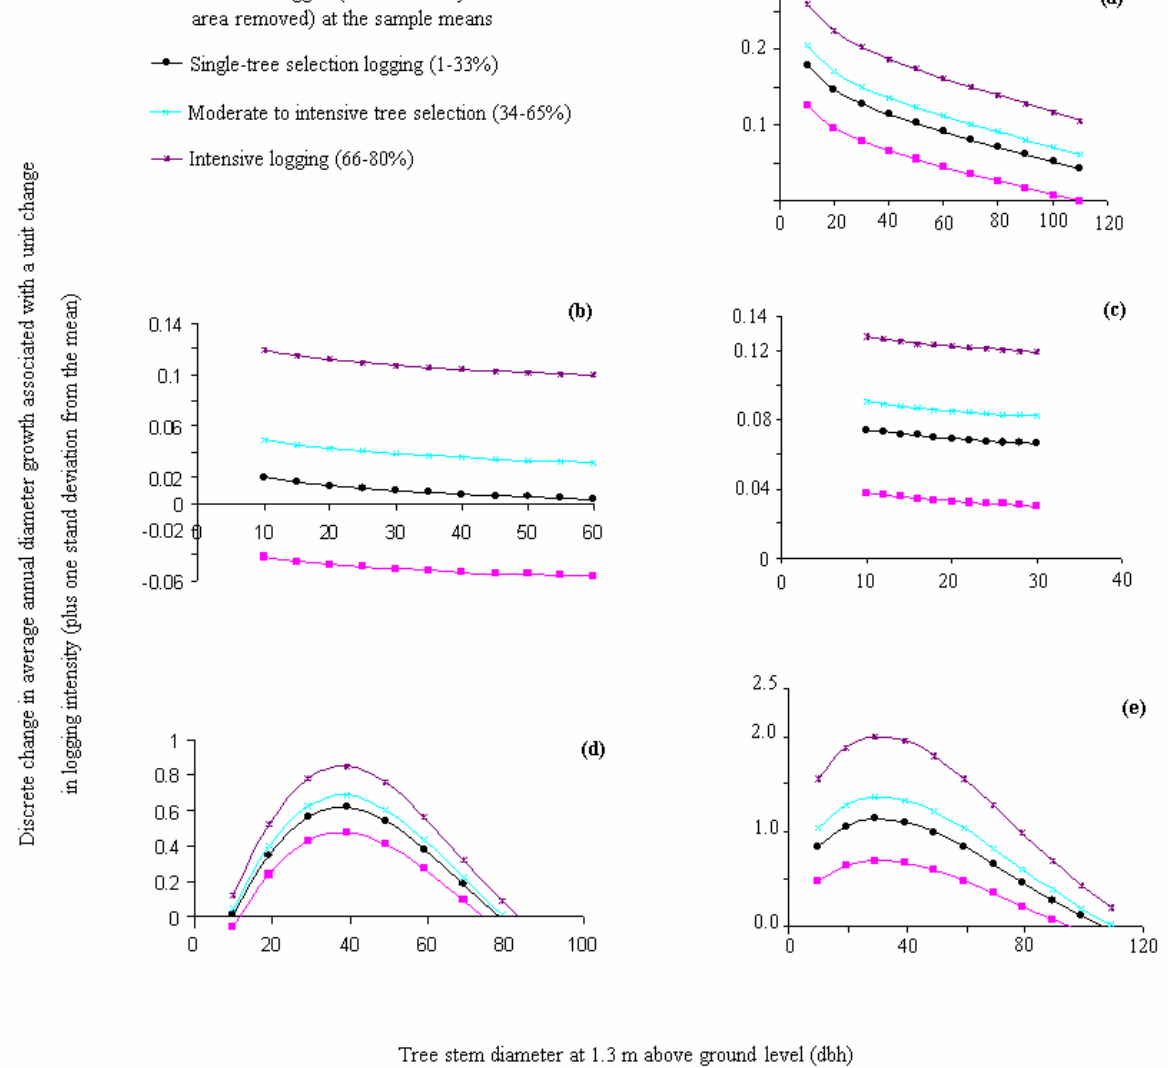 area removed) at the sample means
Single-tree selection logging (1-33%)
Moderate to intensive tree selection (34-65%)
Intensive logging (66-80%)
Discrete change in average annual diameter growth associated with a unit change
in logging intensity (plus one stand deviation from the mean)
0.2
0.1
0 20 40 60 80 100 120
(b)
0.14
0.1
0.06
0.02
0
-0.02
-0.06
0 10 20 30 40 50 60
(c)
0.14
0.12
0.08
0.04
0
0 10 20 30 40
(d)
1
0.8
0.6
0.4
0.2
0
0 20 40 60 80 100
(e)
2.5
2.0
1.0
0.0
0 40 80 120
Tree stem diameter at 1.3 m above ground level (dbh)